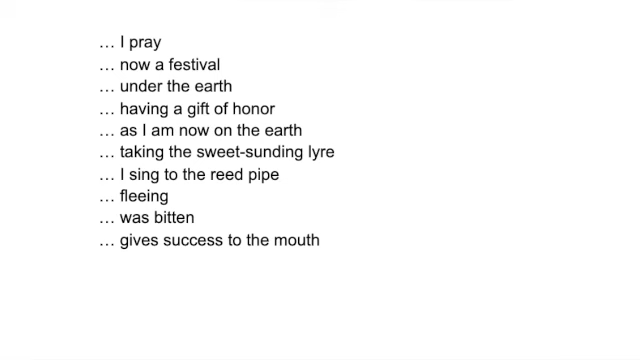 … I pray
… now a festival
… under the earth
… having a gift of honor
… as I am now on the earth
… taking the sweet-sunding lyre
… I sing to the reed pipe
… fleeing
… was bitten
… gives success to the mouth